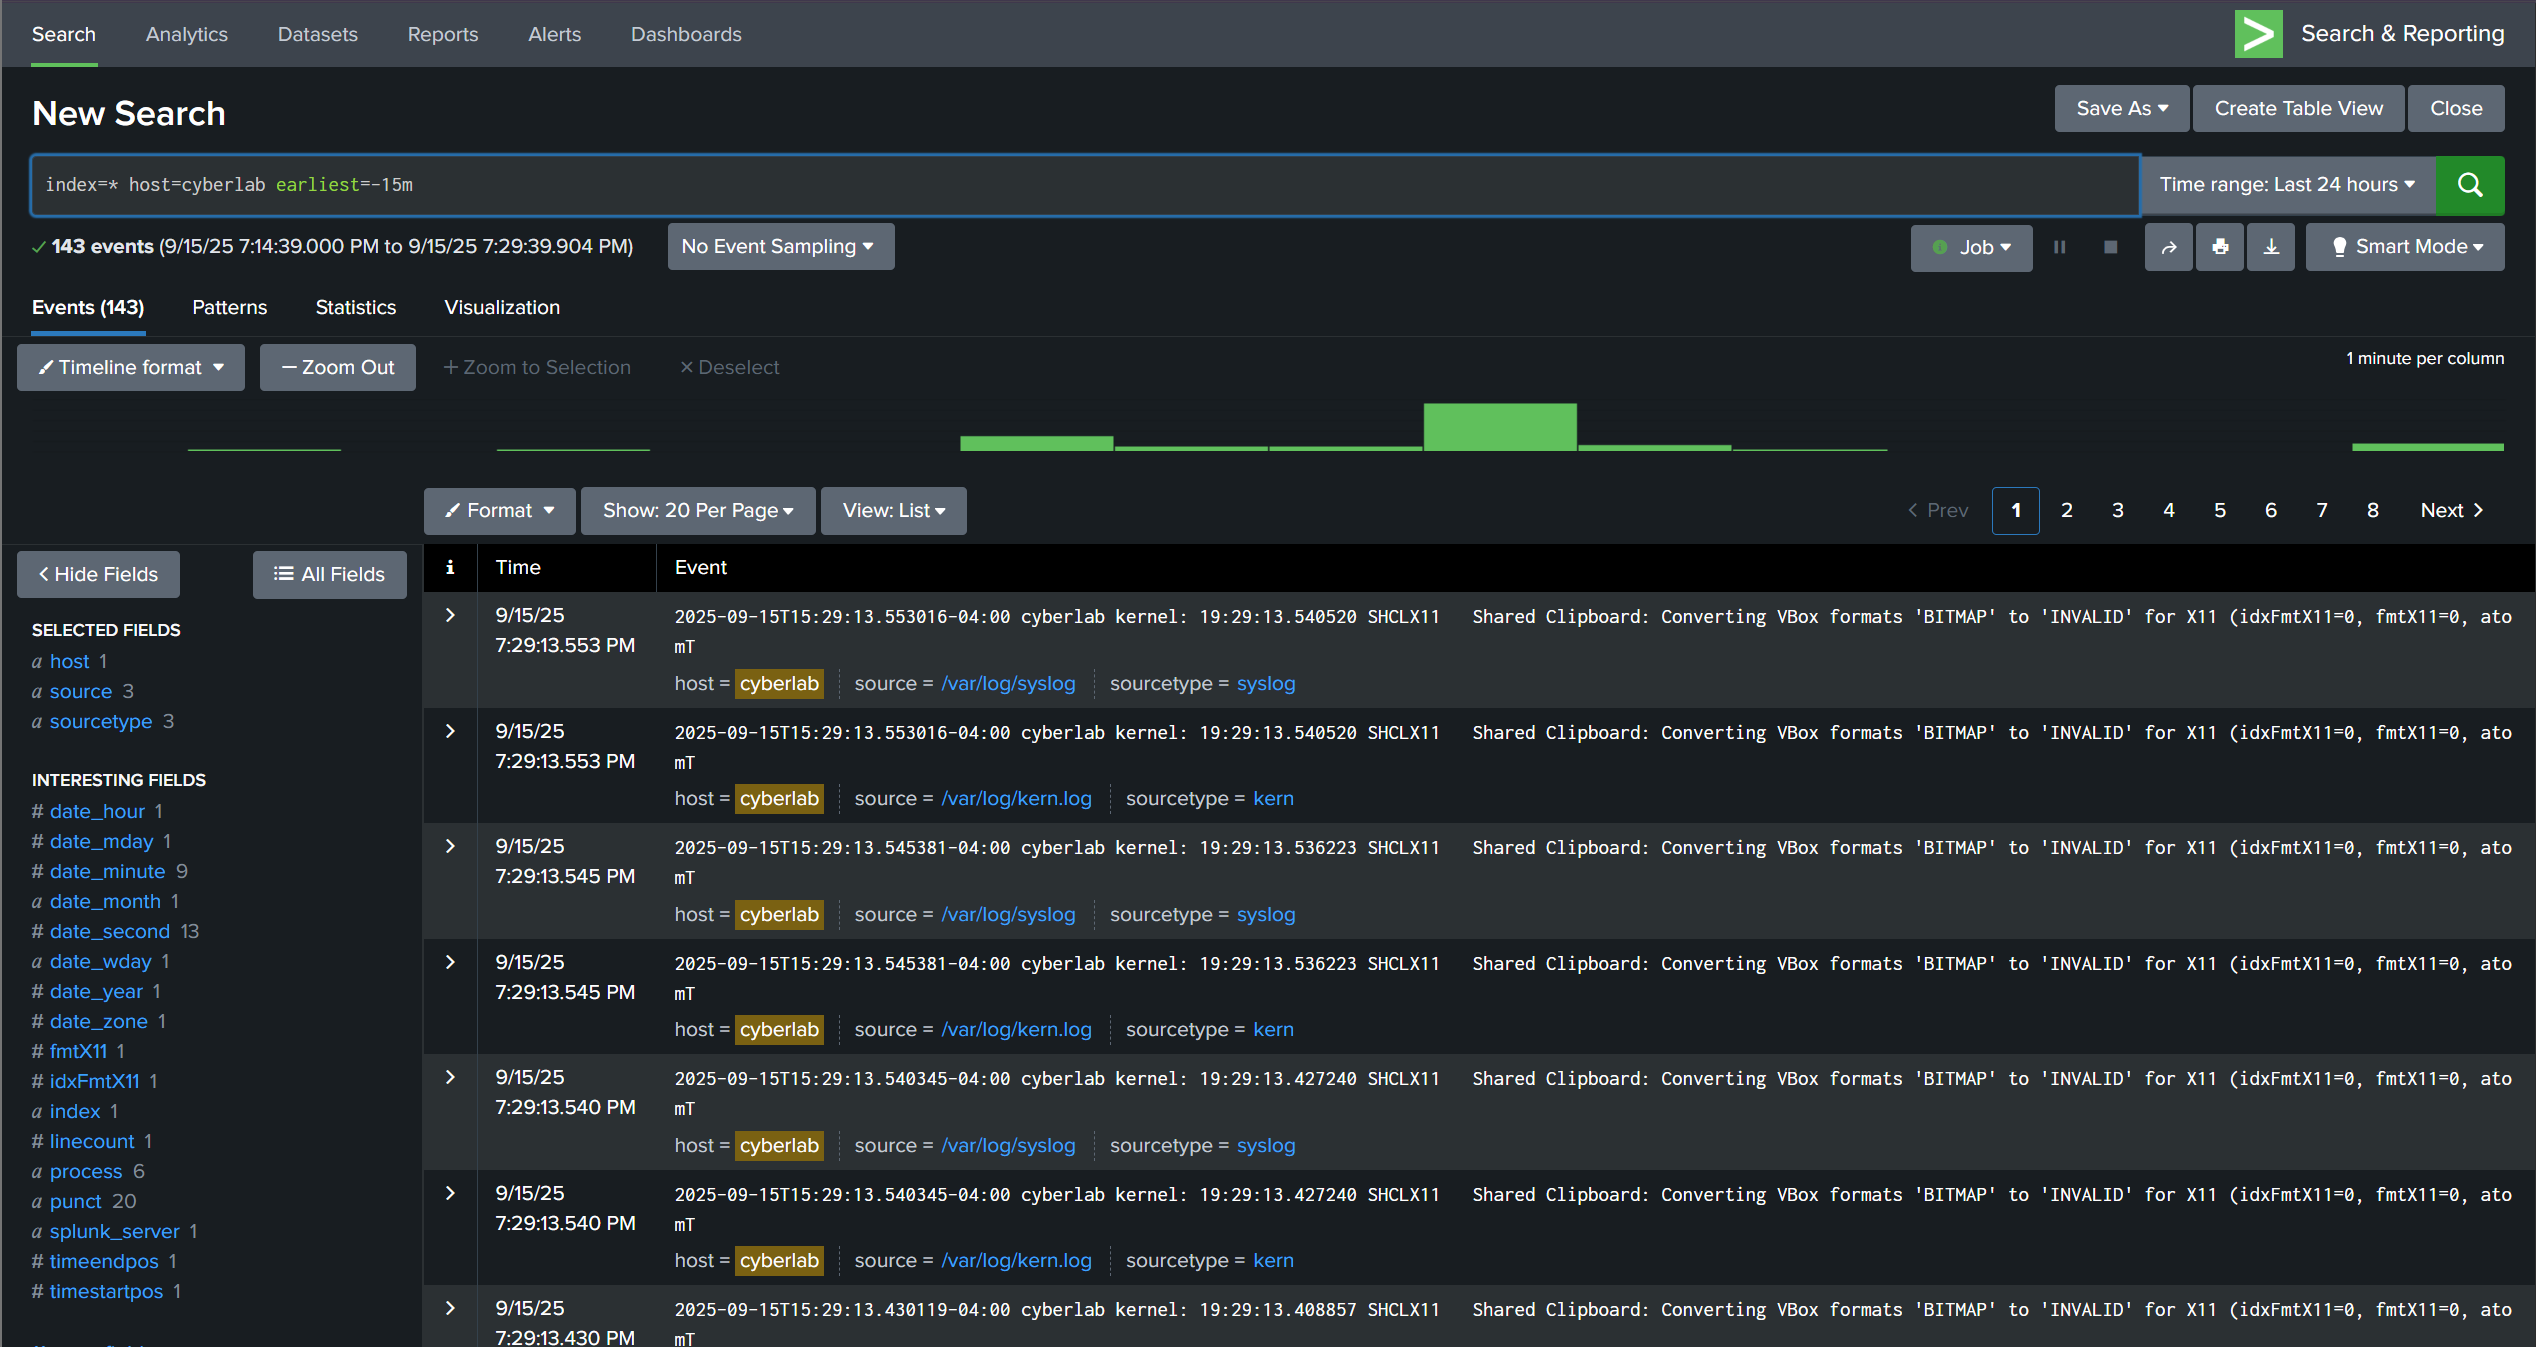 Search Analytics Datasets Reports Alerts Dashboards Search & Reporting
New Search Save As Create Table View Close
index=* host=cyberlab earliest=-15m Time range: Last 24 hours
143 events (9/15/25 7:14:39.000 PM to 9/15/25 7:29:39.904 PM) No Event Sampling Job Smart Mode
Events (143) Patterns Statistics Visualization
Timeline format — Zoom Out + Zoom to Selection × Deselect 1 minute per column
Format Show: 20 Per Page View: List < Prev 1 2 3 4 5 6 7 8 Next >
< Hide Fields All Fields
SELECTED FIELDS
a host 1
a source 3
a sourcetype 3
INTERESTING FIELDS
# date_hour 1
# date_mday 1
# date_minute 9
a date_month 1
# date_second 13
a date_wday 1
# date_year 1
# date_zone 1
# fmtX11 1
# idxFmtX11 1
a index 1
# linecount 1
a process 6
a punct 20
a splunk_server 1
# timeendpos 1
# timestartpos 1
i Time Event
> 9/15/25 2025-09-15T15:29:13.553016-04:00 cyberlab kernel: 19:29:13.540520 SHCLX11 Shared Clipboard: Converting VBox formats 'BITMAP' to 'INVALID' for X11 (idxFmtX11=0, fmtX11=0, ato
7:29:13.553 PM mT
host = cyberlab source = /var/log/syslog sourcetype = syslog
> 9/15/25 2025-09-15T15:29:13.553016-04:00 cyberlab kernel: 19:29:13.540520 SHCLX11 Shared Clipboard: Converting VBox formats 'BITMAP' to 'INVALID' for X11 (idxFmtX11=0, fmtX11=0, ato
7:29:13.553 PM mT
host = cyberlab source = /var/log/kern.log sourcetype = kern
> 9/15/25 2025-09-15T15:29:13.545381-04:00 cyberlab kernel: 19:29:13.536223 SHCLX11 Shared Clipboard: Converting VBox formats 'BITMAP' to 'INVALID' for X11 (idxFmtX11=0, fmtX11=0, ato
7:29:13.545 PM mT
host = cyberlab source = /var/log/syslog sourcetype = syslog
> 9/15/25 2025-09-15T15:29:13.545381-04:00 cyberlab kernel: 19:29:13.536223 SHCLX11 Shared Clipboard: Converting VBox formats 'BITMAP' to 'INVALID' for X11 (idxFmtX11=0, fmtX11=0, ato
7:29:13.545 PM mT
host = cyberlab source = /var/log/kern.log sourcetype = kern
> 9/15/25 2025-09-15T15:29:13.540345-04:00 cyberlab kernel: 19:29:13.427240 SHCLX11 Shared Clipboard: Converting VBox formats 'BITMAP' to 'INVALID' for X11 (idxFmtX11=0, fmtX11=0, ato
7:29:13.540 PM mT
host = cyberlab source = /var/log/syslog sourcetype = syslog
> 9/15/25 2025-09-15T15:29:13.540345-04:00 cyberlab kernel: 19:29:13.427240 SHCLX11 Shared Clipboard: Converting VBox formats 'BITMAP' to 'INVALID' for X11 (idxFmtX11=0, fmtX11=0, ato
7:29:13.540 PM mT
host = cyberlab source = /var/log/kern.log sourcetype = kern
> 9/15/25 2025-09-15T15:29:13.430119-04:00 cyberlab kernel: 19:29:13.408857 SHCLX11 Shared Clipboard: Converting VBox formats 'BITMAP' to 'INVALID' for X11 (idxFmtX11=0, fmtX11=0, ato
7:29:13.430 PM mT